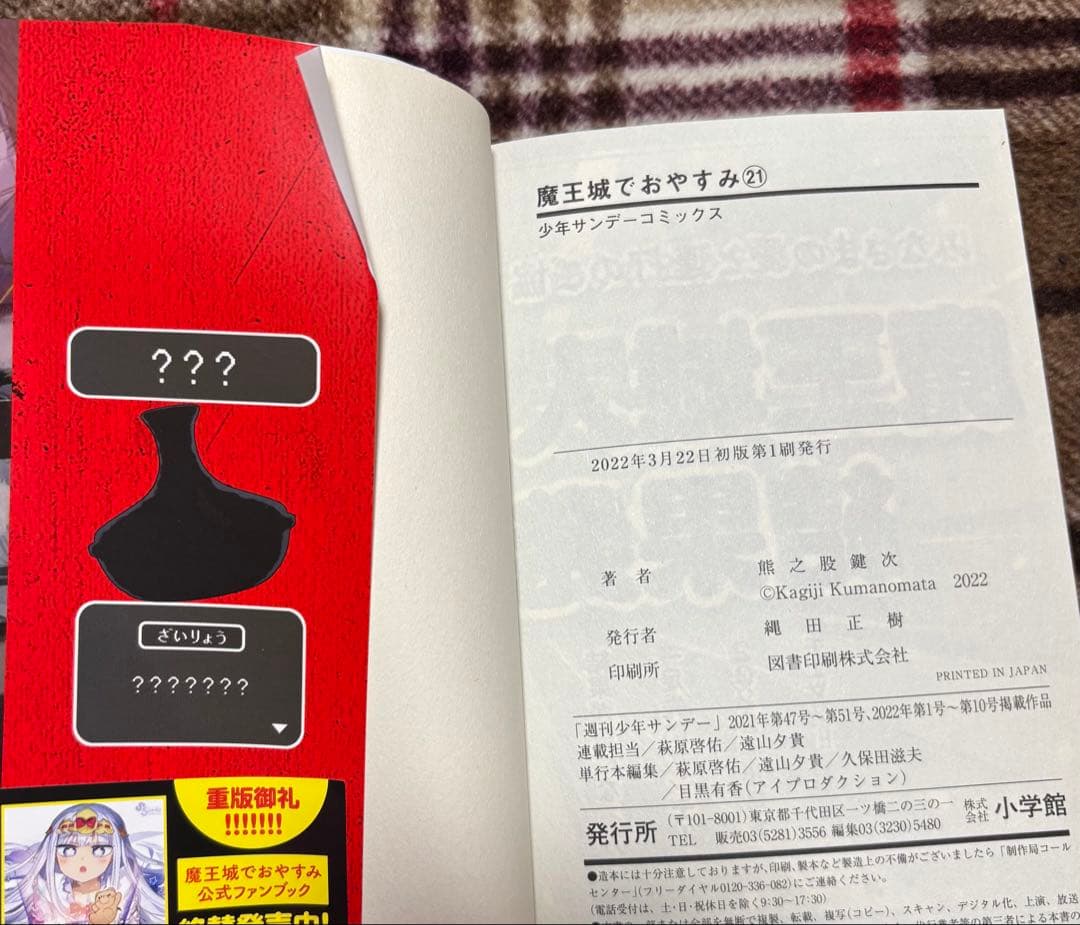 ???
ざいりょう
???????
重版御礼
!!!!!!!
魔王城でおやすみ
公式ファンブック
絶賛発売中!
魔王城でおやすみ㉑
少年サンデーコミックス
2022年3月22日初版第1刷発行
著者 熊之股鍵次
©Kagiji Kumanomata 2022
発行者 縄田正樹
印刷所 図書印刷株式会社
PRINTED IN JAPAN
「週刊少年サンデー」2021年第47号〜第51号、2022年第1号〜第10号掲載作品
連載担当/萩原啓佑/遠山夕貴
単行本編集/萩原啓佑/遠山夕貴/久保田滋夫
/目黒有香(アイプロダクション)
発行所 (〒101-8001)東京都千代田区一ツ橋二の三の一 株式会社 小学館
TEL 販売03(5281)3556 編集03(3230)5480
●造本には十分注意しておりますが、印刷、製本など製造上の不備がございましたら「制作局コール
センター」(フリーダイヤル0120-336-082)にご連絡ください。
(電話受付は、土・日・祝休日を除く9:30〜17:30)